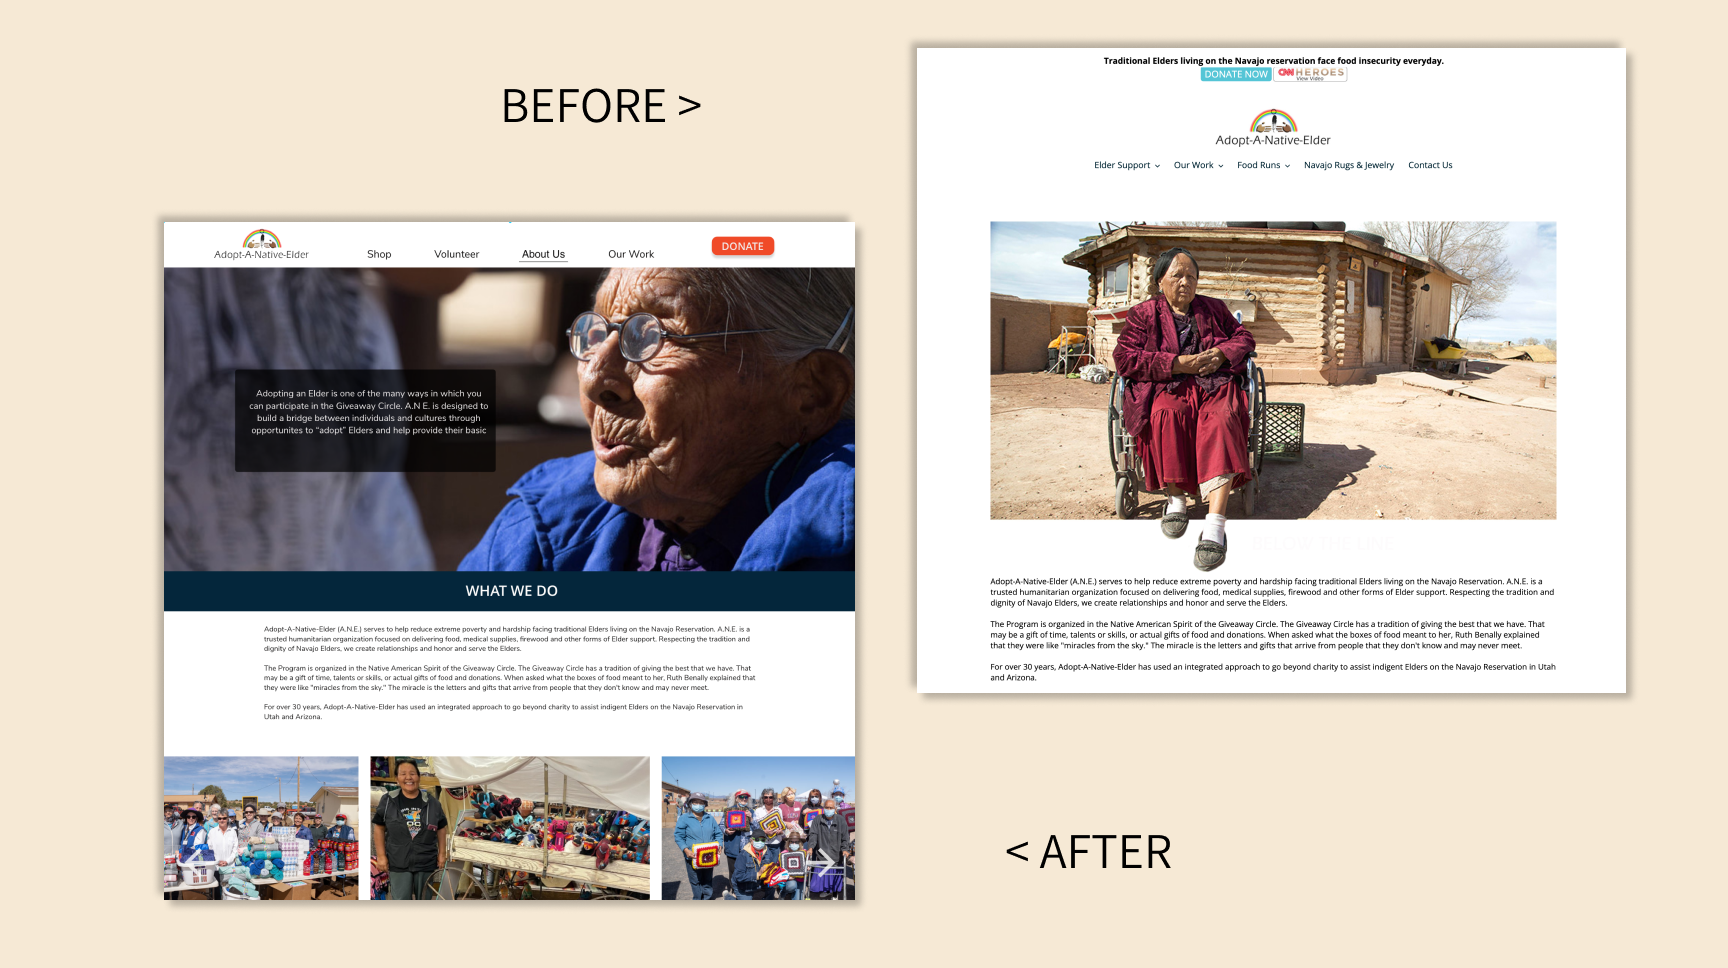 BEFORE >
Traditional Elders living on the Navajo reservation face food insecurity everyday.
DONATE NOW
CNN HEROES
View Video
Adopt-A-Native-Elder
Elder Support
Our Work
Food Runs
Navajo Rugs & Jewelry
Contact Us
BELOW THE LINE
Adopt-A-Native-Elder (A.N.E.) serves to help reduce extreme poverty and hardship facing traditional Elders living on the Navajo Reservation. A.N.E. is a
trusted humanitarian organization focused on delivering food, medical supplies, firewood and other forms of Elder support. Respecting the tradition and
dignity of Navajo Elders, we create relationships and honor and serve the Elders.
The Program is organized in the Native American Spirit of the Giveaway Circle. The Giveaway Circle has a tradition of giving the best that we have. That
may be a gift of time, talents or skills, or actual gifts of food and donations. When asked what the boxes of food meant to her, Ruth Benally explained
that they were like "miracles from the sky." The miracle is the letters and gifts that arrive from people that they don't know and may never meet.
For over 30 years, Adopt-A-Native-Elder has used an integrated approach to go beyond charity to assist indigent Elders on the Navajo Reservation in Utah
and Arizona.
Adopt-A-Native-Elder
Shop
Volunteer
About Us
Our Work
DONATE
Adopting an Elder is one of the many ways in which you
can participate in the Giveaway Circle. A.N E. is designed to
build a bridge between individuals and cultures through
opportunites to "adopt" Elders and help provide their basic
WHAT WE DO
Adopt-A-Native-Elder (A.N.E.) serves to help reduce extreme poverty and hardship facing traditional Elders living on the Navajo Reservation. A.N.E. is a
trusted humanitarian organization focused on delivering food, medical supplies, firewood and other forms of Elder support. Respecting the tradition and
dignity of Navajo Elders, we create relationships and honor and serve the Elders.
The Program is organized in the Native American Spirit of the Giveaway Circle. The Giveaway Circle has a tradition of giving the best that we have. That
may be a gift of time, talents or skills, or actual gifts of food and donations. When asked what the boxes of food meant to her, Ruth Benally explained that
they were like "miracles from the sky." The miracle is the letters and gifts that arrive from people that they don't know and may never meet.
For over 30 years, Adopt-A-Native-Elder has used an integrated approach to go beyond charity to assist indigent Elders on the Navajo Reservation in
Utah and Arizona.
< AFTER